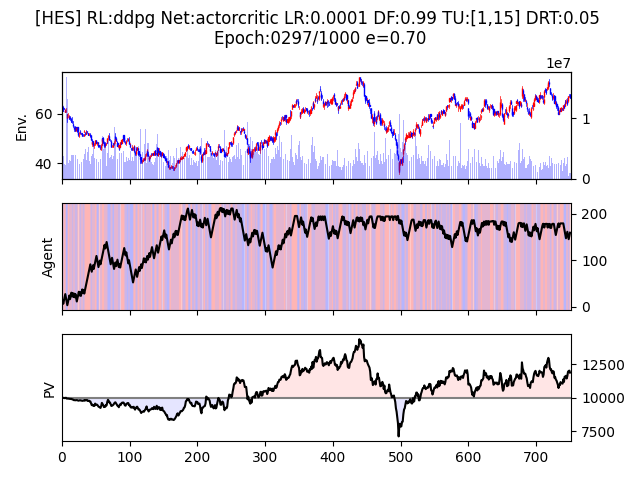 [HES] RL:ddpg Net:actorcritic LR:0.0001 DF:0.99 TU:[1,15] DRT:0.05
Epoch:0297/1000 e=0.70
1e7
Env.
60
40
1
0
Agent
200
100
0
PV
12500
10000
7500
0 100 200 300 400 500 600 700